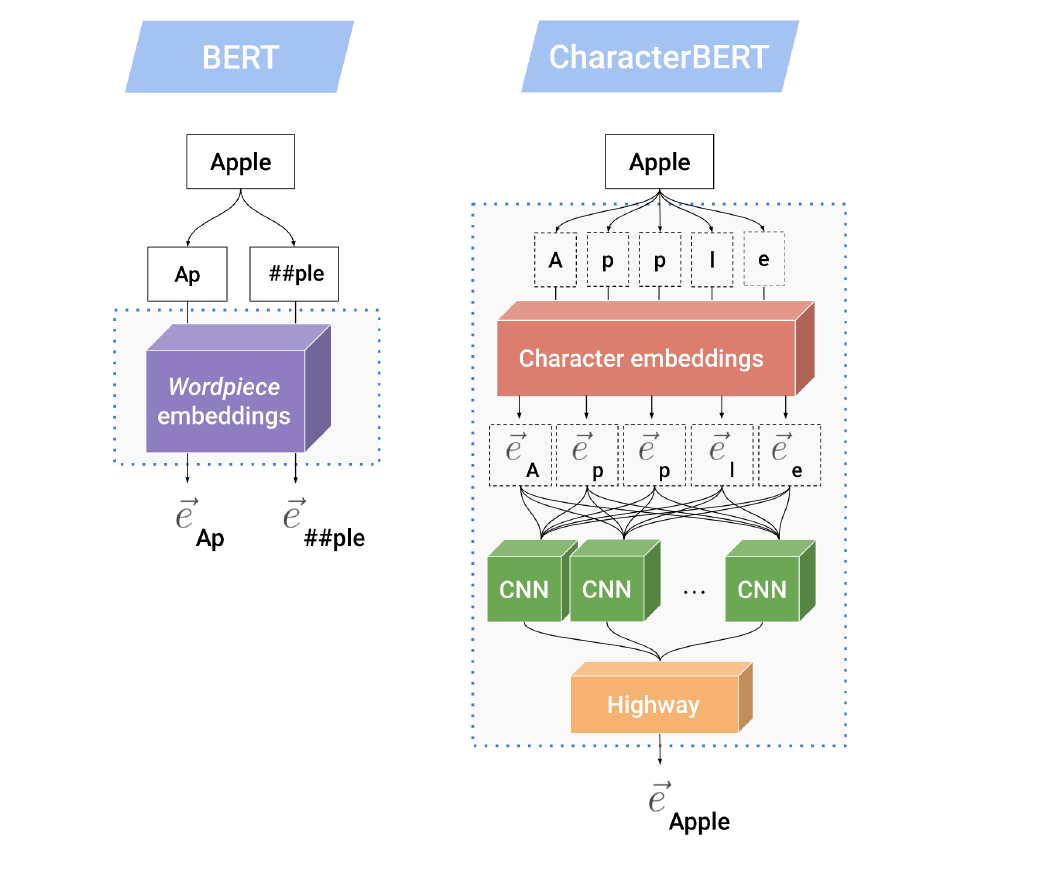 BERT
CharacterBERT
Apple
Ap
##ple
Wordpiece
embeddings
e⃗ Ap
e⃗ ##ple
Apple
A p p l e
Character embeddings
e⃗ A e⃗ p e⃗ p e⃗ l e⃗ e
CNN CNN ... CNN
Highway
e⃗ Apple